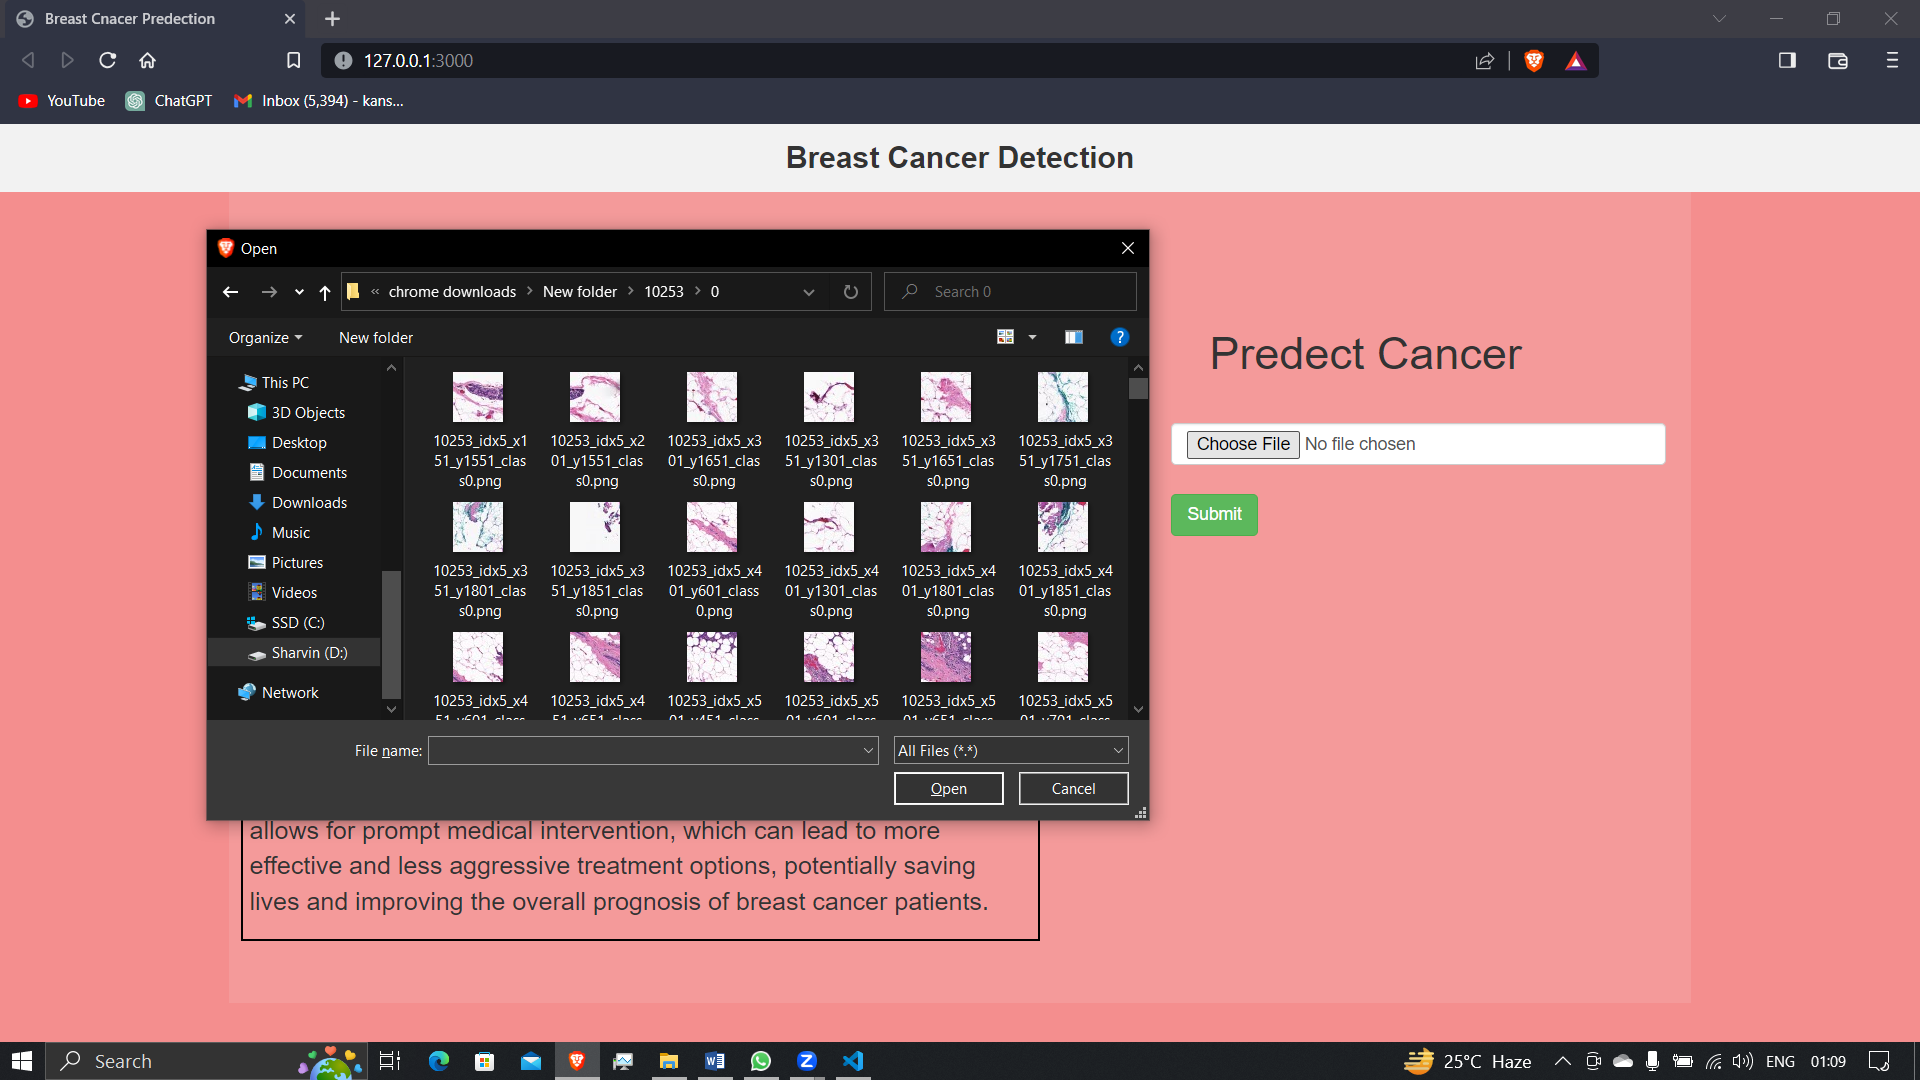 Breast Cnacer Predection
127.0.0.1:3000
YouTube
ChatGPT
Inbox (5,394) - kans...
Breast Cancer Detection
Open
« chrome downloads > New folder > 10253 > 0
Search 0
Organize
New folder
?
This PC
3D Objects
Desktop
Documents
Downloads
Music
Pictures
Videos
SSD (C:)
Sharvin (D:)
Network
10253_idx5_x1 10253_idx5_x2 10253_idx5_x3 10253_idx5_x3 10253_idx5_x3 10253_idx5_x3
51_y1551_clas 01_y1551_clas 01_y1651_clas 51_y1301_clas 51_y1651_clas 51_y1751_clas
s0.png s0.png s0.png s0.png s0.png s0.png
10253_idx5_x3 10253_idx5_x3 10253_idx5_x4 10253_idx5_x4 10253_idx5_x4 10253_idx5_x4
51_y1801_clas 51_y1851_clas 01_y601_class 01_y1301_clas 01_y1801_clas 01_y1851_clas
s0.png s0.png 0.png s0.png s0.png s0.png
10253_idx5_x4 10253_idx5_x4 10253_idx5_x5 10253_idx5_x5 10253_idx5_x5 10253_idx5_x5
51_y601_class 51_y651_class 01_y451_class 01_y601_class 01_y651_class 01_y701_class
File name:
All Files (*.*)
Open
Cancel
Predect Cancer
Choose File No file chosen
Submit
allows for prompt medical intervention, which can lead to more
effective and less aggressive treatment options, potentially saving
lives and improving the overall prognosis of breast cancer patients.
Search
25°C Haze
ENG
01:09